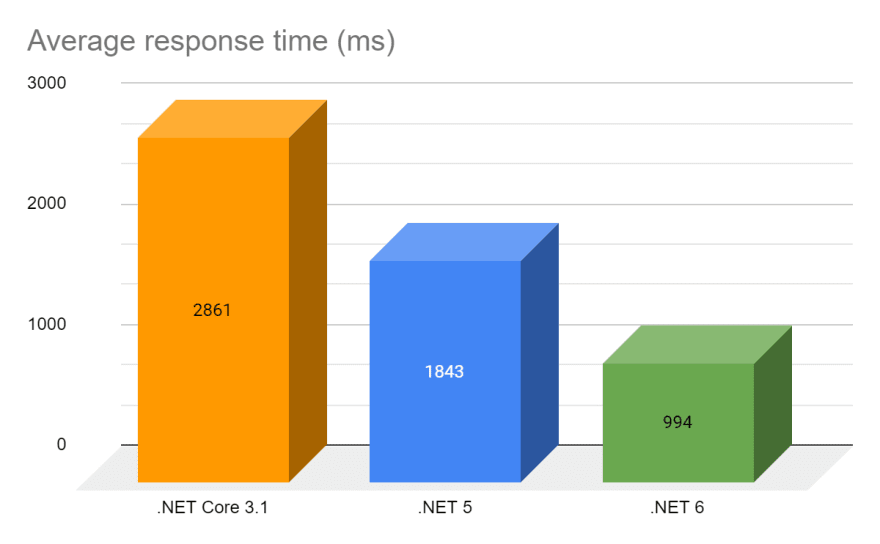 Average response time (ms)
3000
2000
1000
0
2861
1843
994
.NET Core 3.1
.NET 5
.NET 6